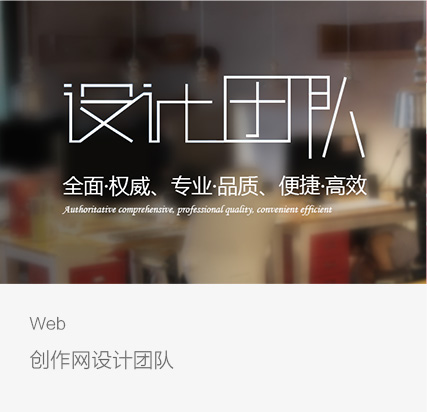 设计团队
全面·权威、专业·品质、便捷·高效
Authoritative comprehensive, professional quality, convenient efficient
Web
创作网设计团队